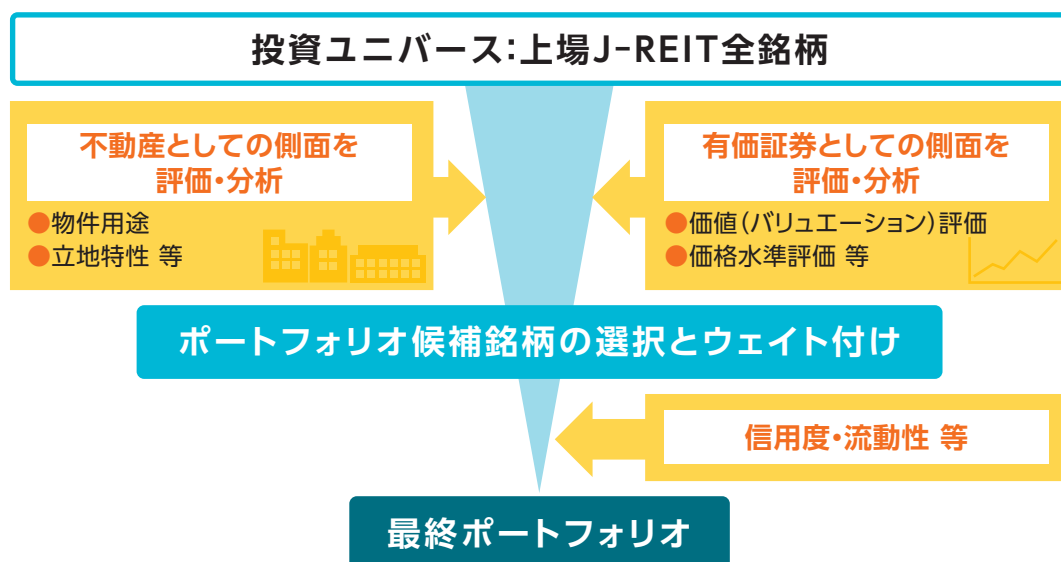 投資ユニバース：上場J-REIT全銘柄
不動産としての側面を
評価・分析
●物件用途
●立地特性 等
有価証券としての側面を
評価・分析
●価値（バリュエーション）評価
●価格水準評価 等
ポートフォリオ候補銘柄の選択とウェイト付け
信用度・流動性 等
最終ポートフォリオ